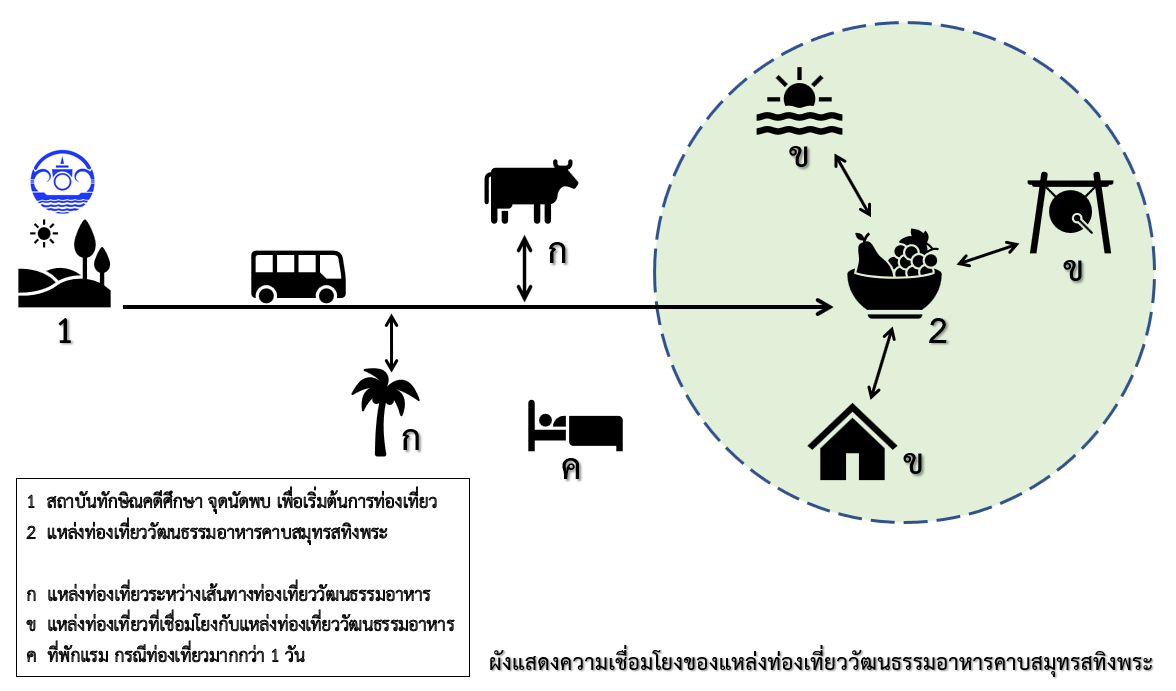 ข
ข
ก
1
2
ก
ข
ค
1 สถาบันทักษิณคดีศึกษา จุดนัดพบ เพื่อเริ่มต้นการท่องเที่ยว
2 แหล่งท่องเที่ยววัฒนธรรมอาหารคาบสมุทรสทิงพระ
ก แหล่งท่องเที่ยวระหว่างเส้นทางท่องเที่ยววัฒนธรรมอาหาร
ข แหล่งท่องเที่ยวที่เชื่อมโยงกับแหล่งท่องเที่ยววัฒนธรรมอาหาร
ค ที่พักแรม กรณีท่องเที่ยวมากกว่า 1 วัน
ผังแสดงความเชื่อมโยงของแหล่งท่องเที่ยววัฒนธรรมอาหารคาบสมุทรสทิงพระ